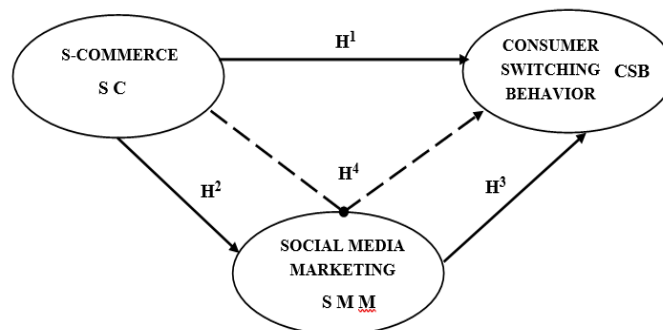 H¹
S-COMMERCE
S C
CONSUMER
SWITCHING CSB
BEHAVIOR
H²
H⁴
H³
SOCIAL MEDIA
MARKETING
S M M